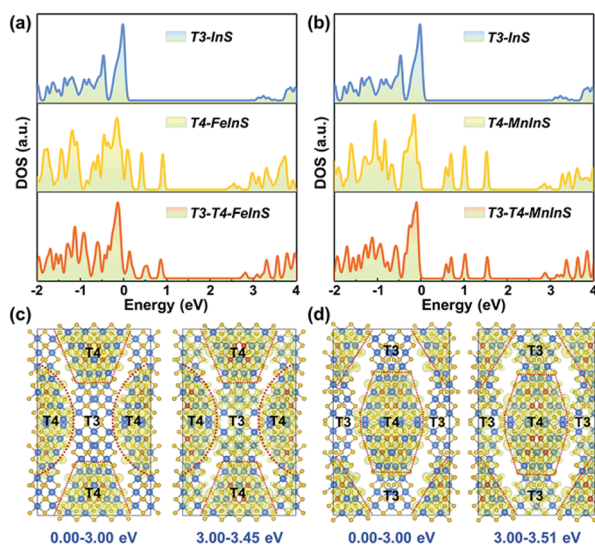 (a)
T3-InS
T4-FeInS
T3-T4-FeInS
DOS (a.u.)
-2 -1 0 1 2 3 4
Energy (eV)
(b)
T3-InS
T4-MnInS
T3-T4-MnInS
DOS (a.u.)
-2 -1 0 1 2 3 4
Energy (eV)
(c)
T4 T4
T4 T3 T4 T4 T3 T4
T4 T4
0.00-3.00 eV 3.00-3.45 eV
(d)
T3 T3
T3 T4 T3 T4 T3
T3 T3
0.00-3.00 eV 3.00-3.51 eV